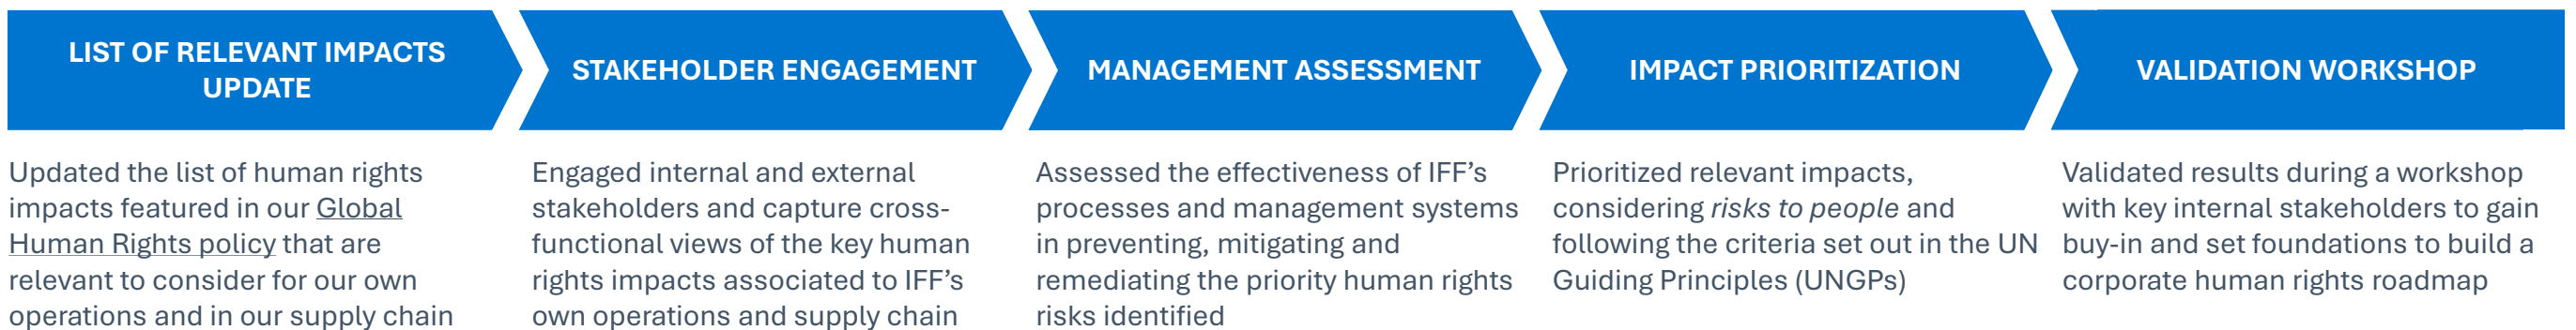 LIST OF RELEVANT IMPACTS
UPDATE
STAKEHOLDER ENGAGEMENT
MANAGEMENT ASSESSMENT
IMPACT PRIORITIZATION
VALIDATION WORKSHOP
Updated the list of human rights
impacts featured in our Global
Human Rights policy that are
relevant to consider for our own
operations and in our supply chain
Engaged internal and external
stakeholders and capture cross-
functional views of the key human
rights impacts associated to IFF’s
own operations and supply chain
Assessed the effectiveness of IFF’s
processes and management systems
in preventing, mitigating and
remediating the priority human rights
risks identified
Prioritized relevant impacts,
considering risks to people and
following the criteria set out in the UN
Guiding Principles (UNGPs)
Validated results during a workshop
with key internal stakeholders to gain
buy-in and set foundations to build a
corporate human rights roadmap